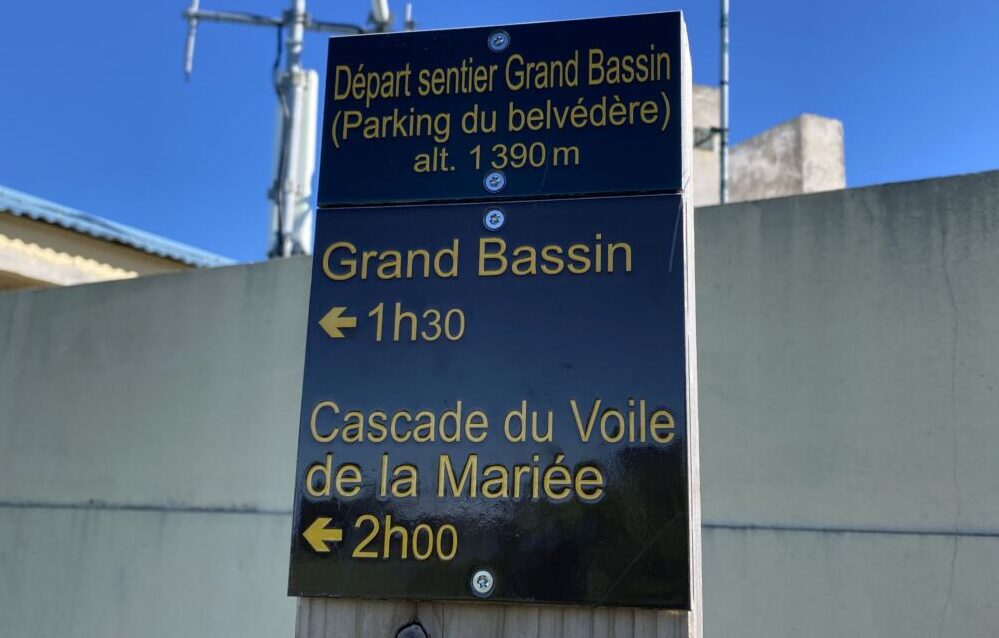 Départ sentier Grand Bassin
(Parking du belvédère)
alt. 1 390 m
Grand Bassin
← 1h30
Cascade du Voile
de la Mariée
← 2h00